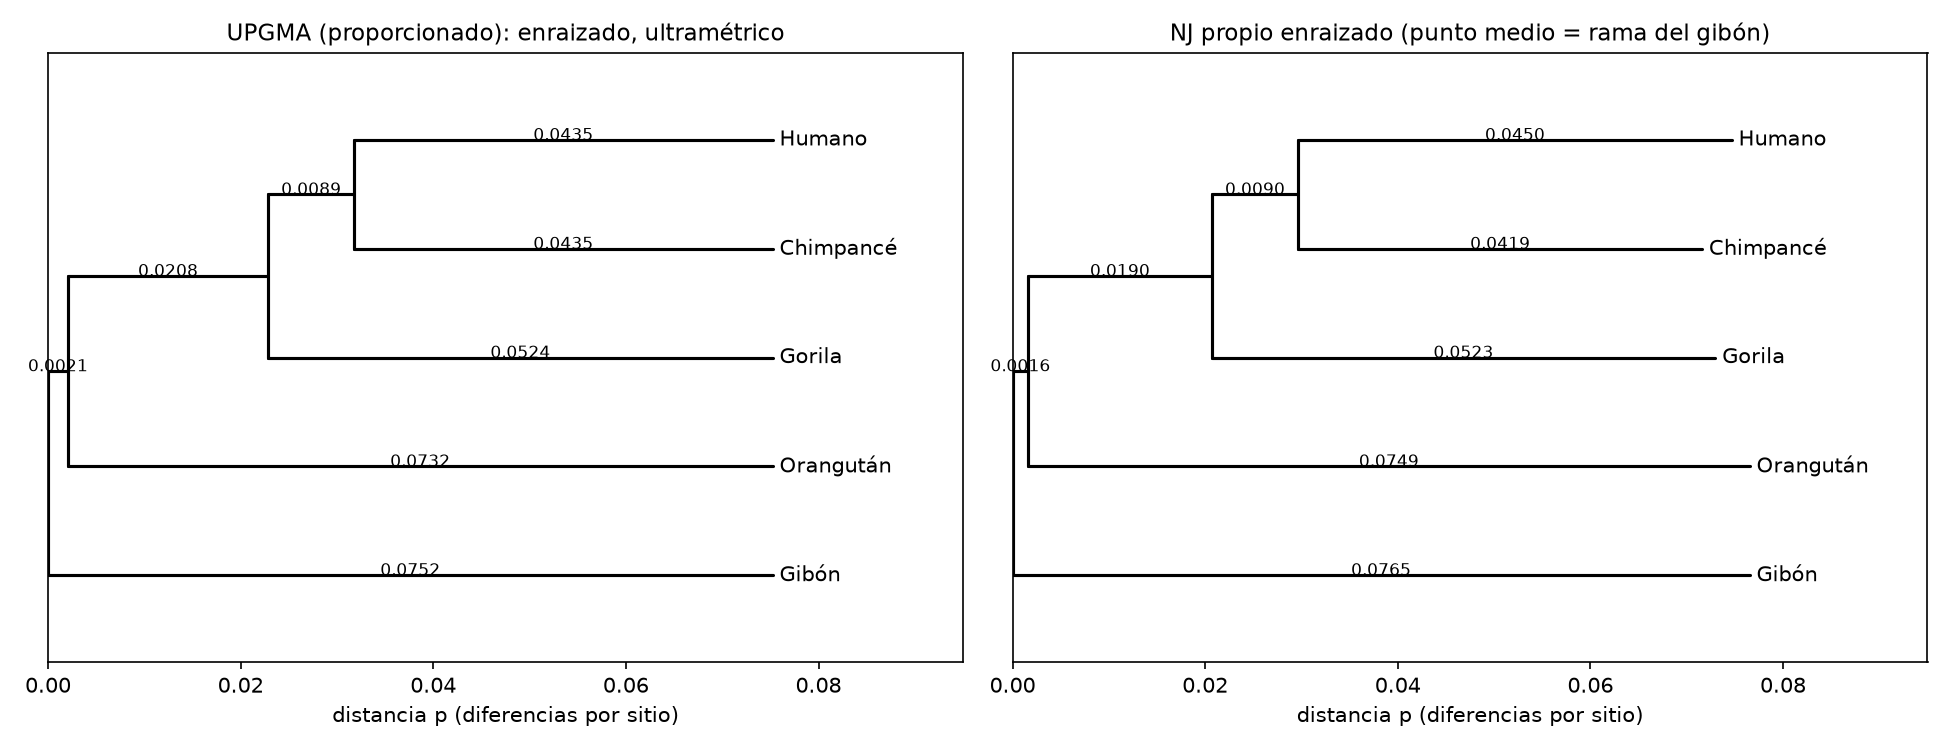 UPGMA (proporcionado): enraizado, ultramétrico
0.0435
Humano
0.0089
0.0435
Chimpancé
0.0208
0.0524
Gorila
0.0021
0.0732
Orangután
0.0752
Gibón
0.00 0.02 0.04 0.06 0.08
distancia p (diferencias por sitio)
NJ propio enraizado (punto medio = rama del gibón)
0.0450
Humano
0.0090
0.0419
Chimpancé
0.0190
0.0523
Gorila
0.0016
0.0749
Orangután
0.0765
Gibón
0.00 0.02 0.04 0.06 0.08
distancia p (diferencias por sitio)